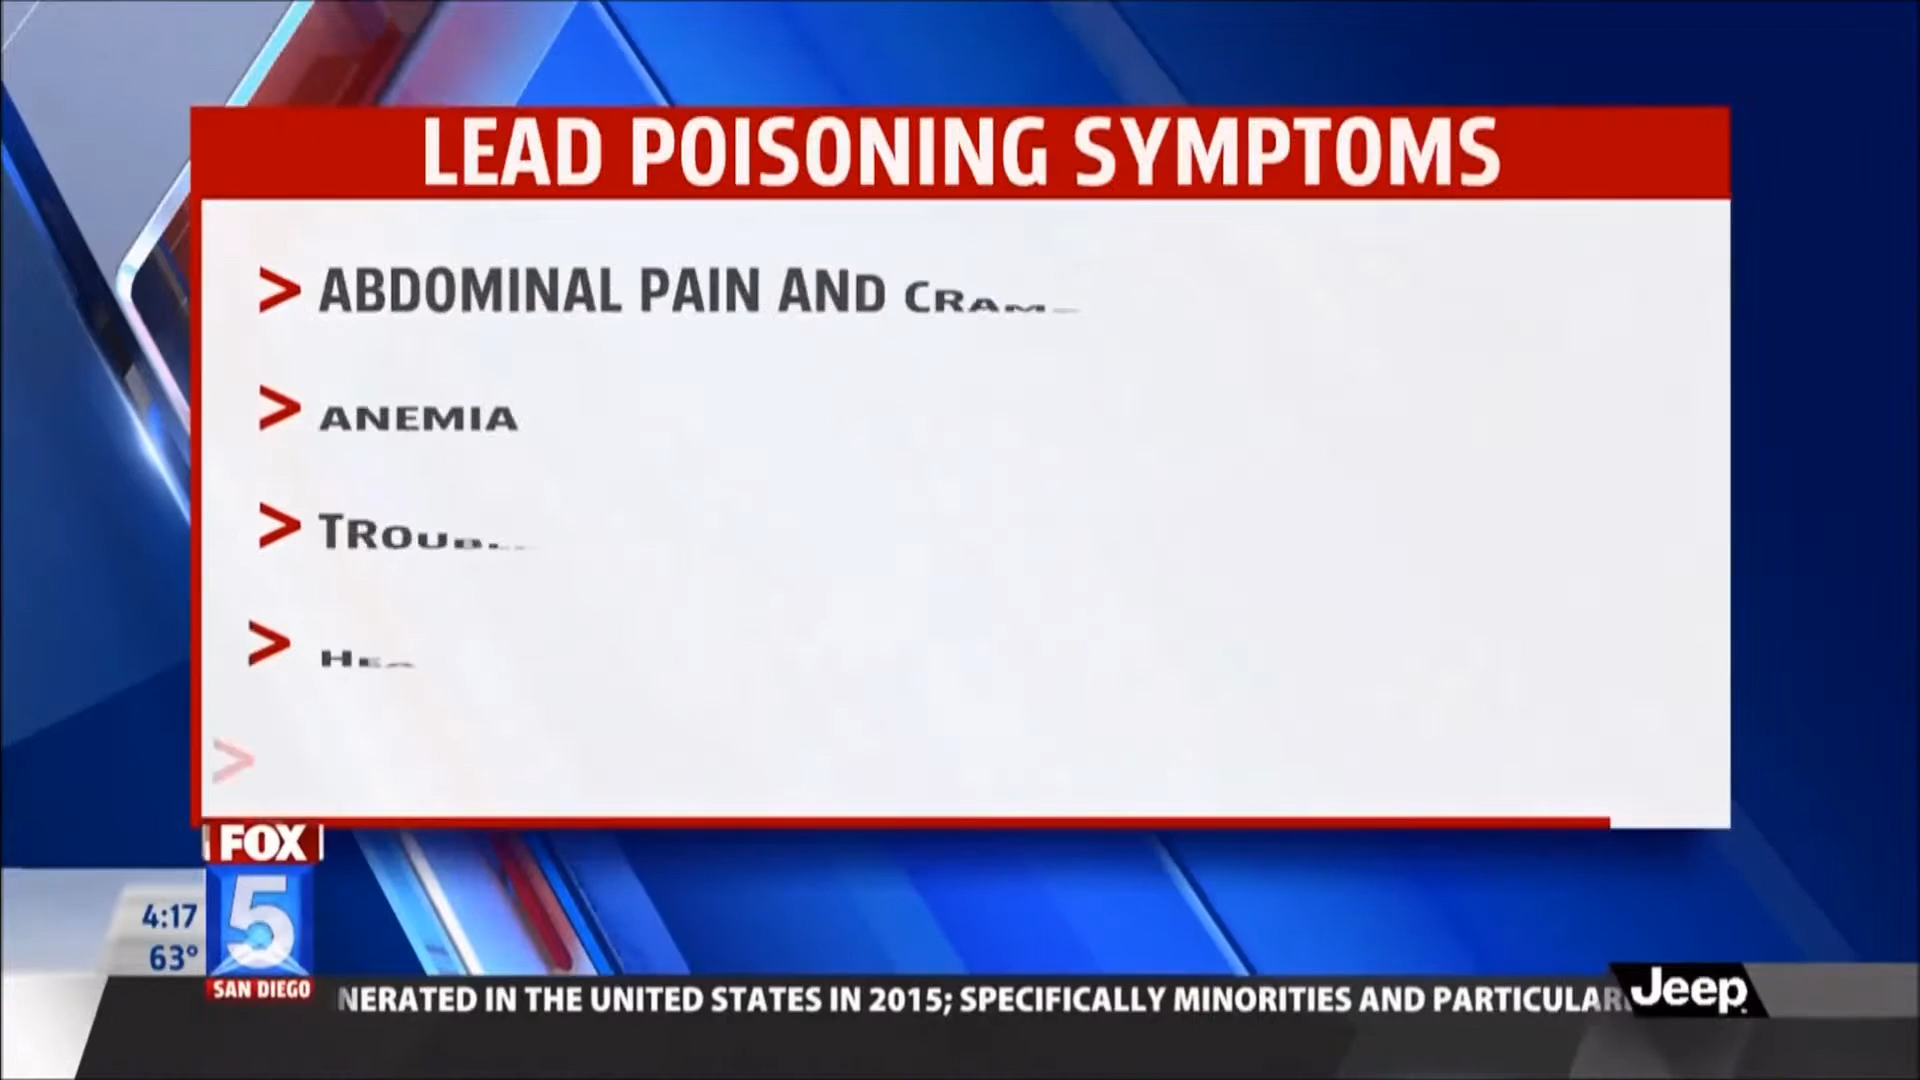 LEAD POISONING SYMPTOMS
> ABDOMINAL PAIN AND
> ANEMIA
>
>
>
FOX
5
SAN DIEGO
4:17
63°
NERATED IN THE UNITED STATES IN 2015; SPECIFICALLY MINORITIES AND PARTICULAR
Jeep